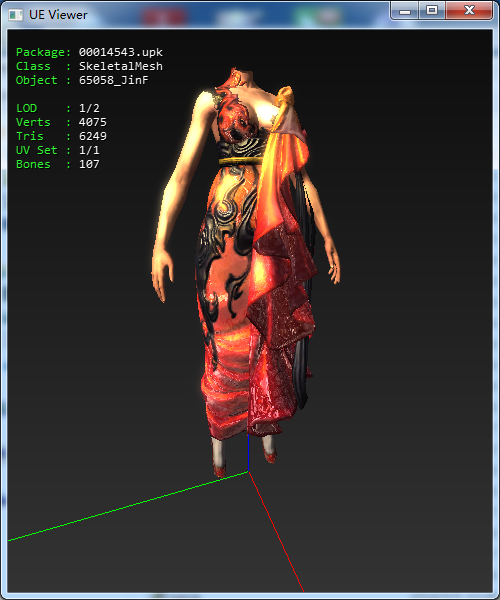 UE Viewer
Package: 00014543.upk
Class : SkeletalMesh
Object : 65058_JinF
LOD : 1/2
Verts : 4075
Tris : 6249
UV Set : 1/1
Bones : 107